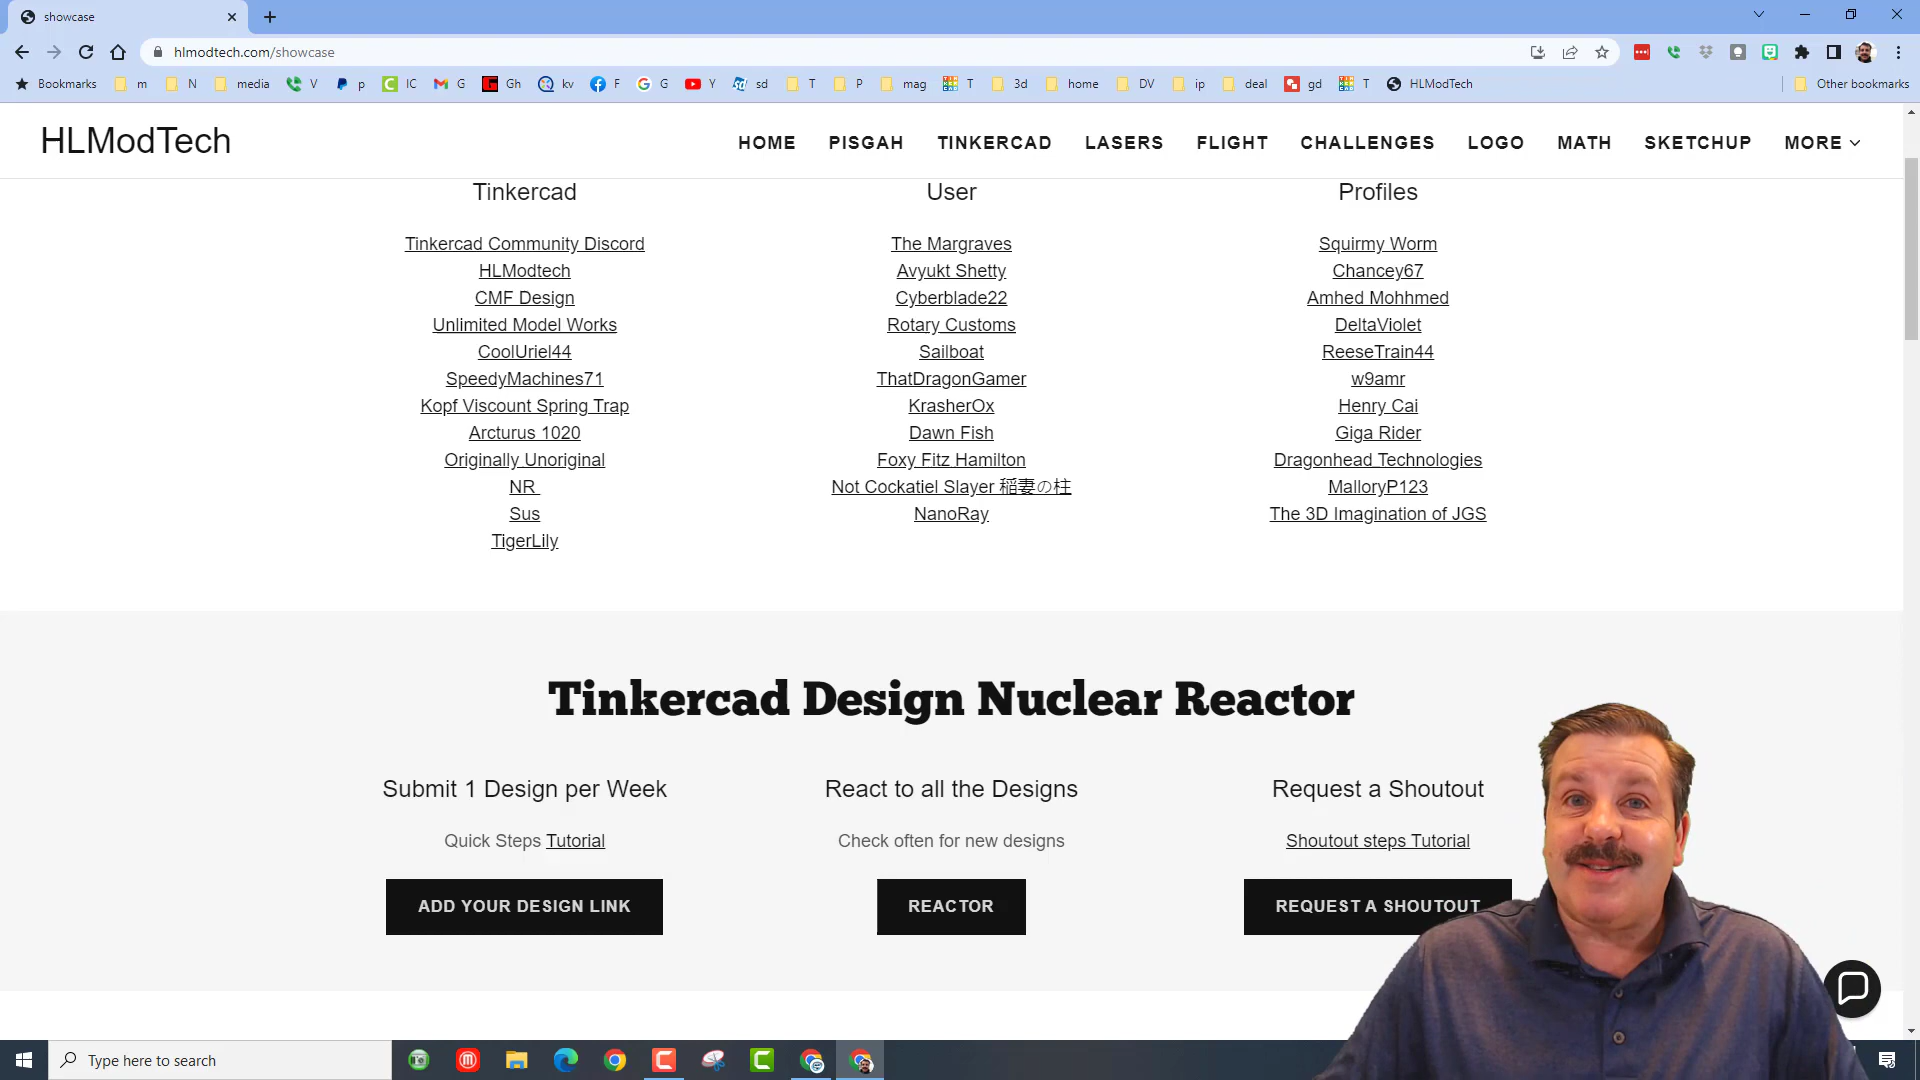 showcase
hlmodtech.com/showcase
Bookmarks m N media V p IC G Gh kv F G Y sd T P mag T 3d home DV ip deal gd T HLModTech Other bookmarks
HLModTech
HOME PISGAH TINKERCAD LASERS FLIGHT CHALLENGES LOGO MATH SKETCHUP MORE
Tinkercad
Tinkercad Community Discord
HLModtech
CMF Design
Unlimited Model Works
CoolUriel44
SpeedyMachines71
Kopf Viscount Spring Trap
Arcturus 1020
Originally Unoriginal
NR
Sus
TigerLily
User
The Margraves
Avyukt Shetty
Cyberblade22
Rotary Customs
Sailboat
ThatDragonGamer
KrasherOx
Dawn Fish
Foxy Fitz Hamilton
Not Cockatiel Slayer 稲妻の柱
NanoRay
Profiles
Squirmy Worm
Chancey67
Amhed Mohhmed
DeltaViolet
ReeseTrain44
w9amr
Henry Cai
Giga Rider
Dragonhead Technologies
MalloryP123
The 3D Imagination of JGS
Tinkercad Design Nuclear Reactor
Submit 1 Design per Week
Quick Steps Tutorial
ADD YOUR DESIGN LINK
React to all the Designs
Check often for new designs
REACTOR
Request a Shoutout
Shoutout steps Tutorial
REQUEST A SHOUTOUT
Type here to search